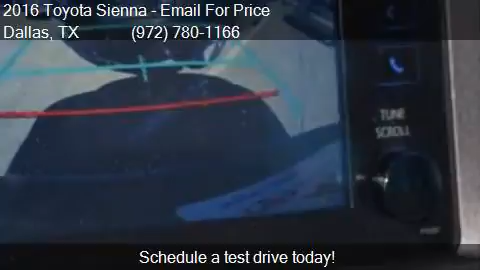 2016 Toyota Sienna - Email For Price
Dallas, TX (972) 780-1166
TUNE
SCROLL
Schedule a test drive today!